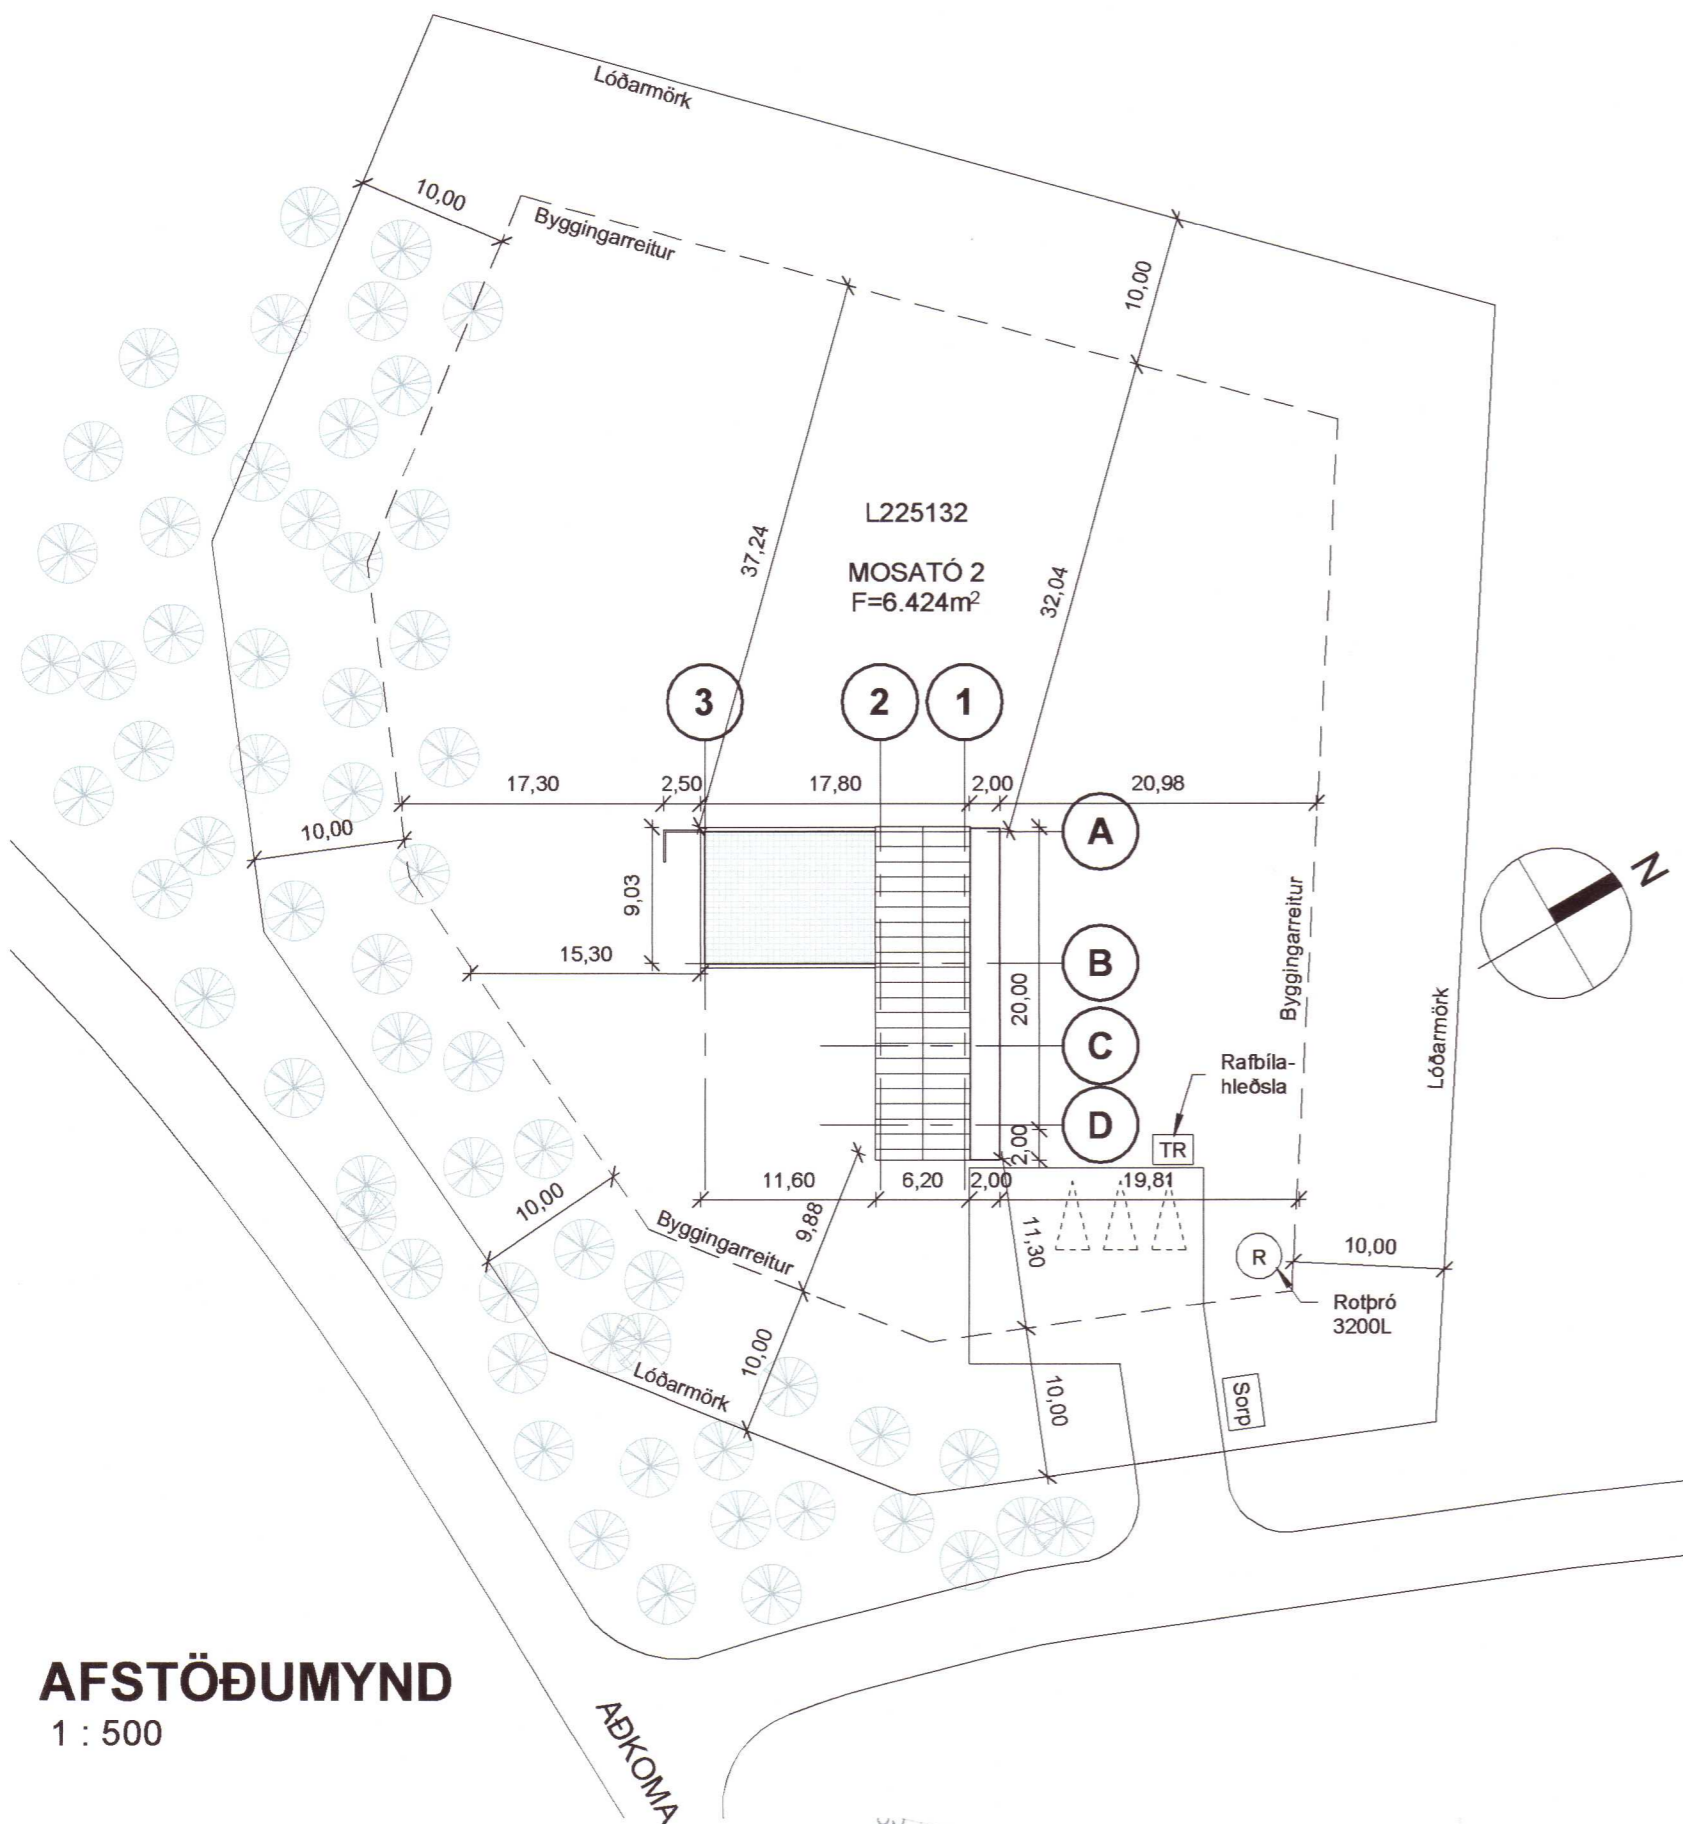 Lóðarmörk
10,00
Byggingarreitur
10,00
37,24
L225132
MOSATÓ 2
F=6.424m²
32,04
3
2
1
17,30
2,50
17,80
2,00
20,98
A
10,00
9,03
15,30
B
20,00
C
D
2,00
Byggingarreitur
Lóðarmörk
N
Rafbíla-
hleðsla
TR
11,60
6,20
2,00
19,81
10,00
9,88
11,30
Byggingarreitur
R
10,00
Rotþró
3200L
10,00
Lóðarmörk
10,00
Sorp
AFSTÖÐUMYND
1 : 500
AÐKOMA